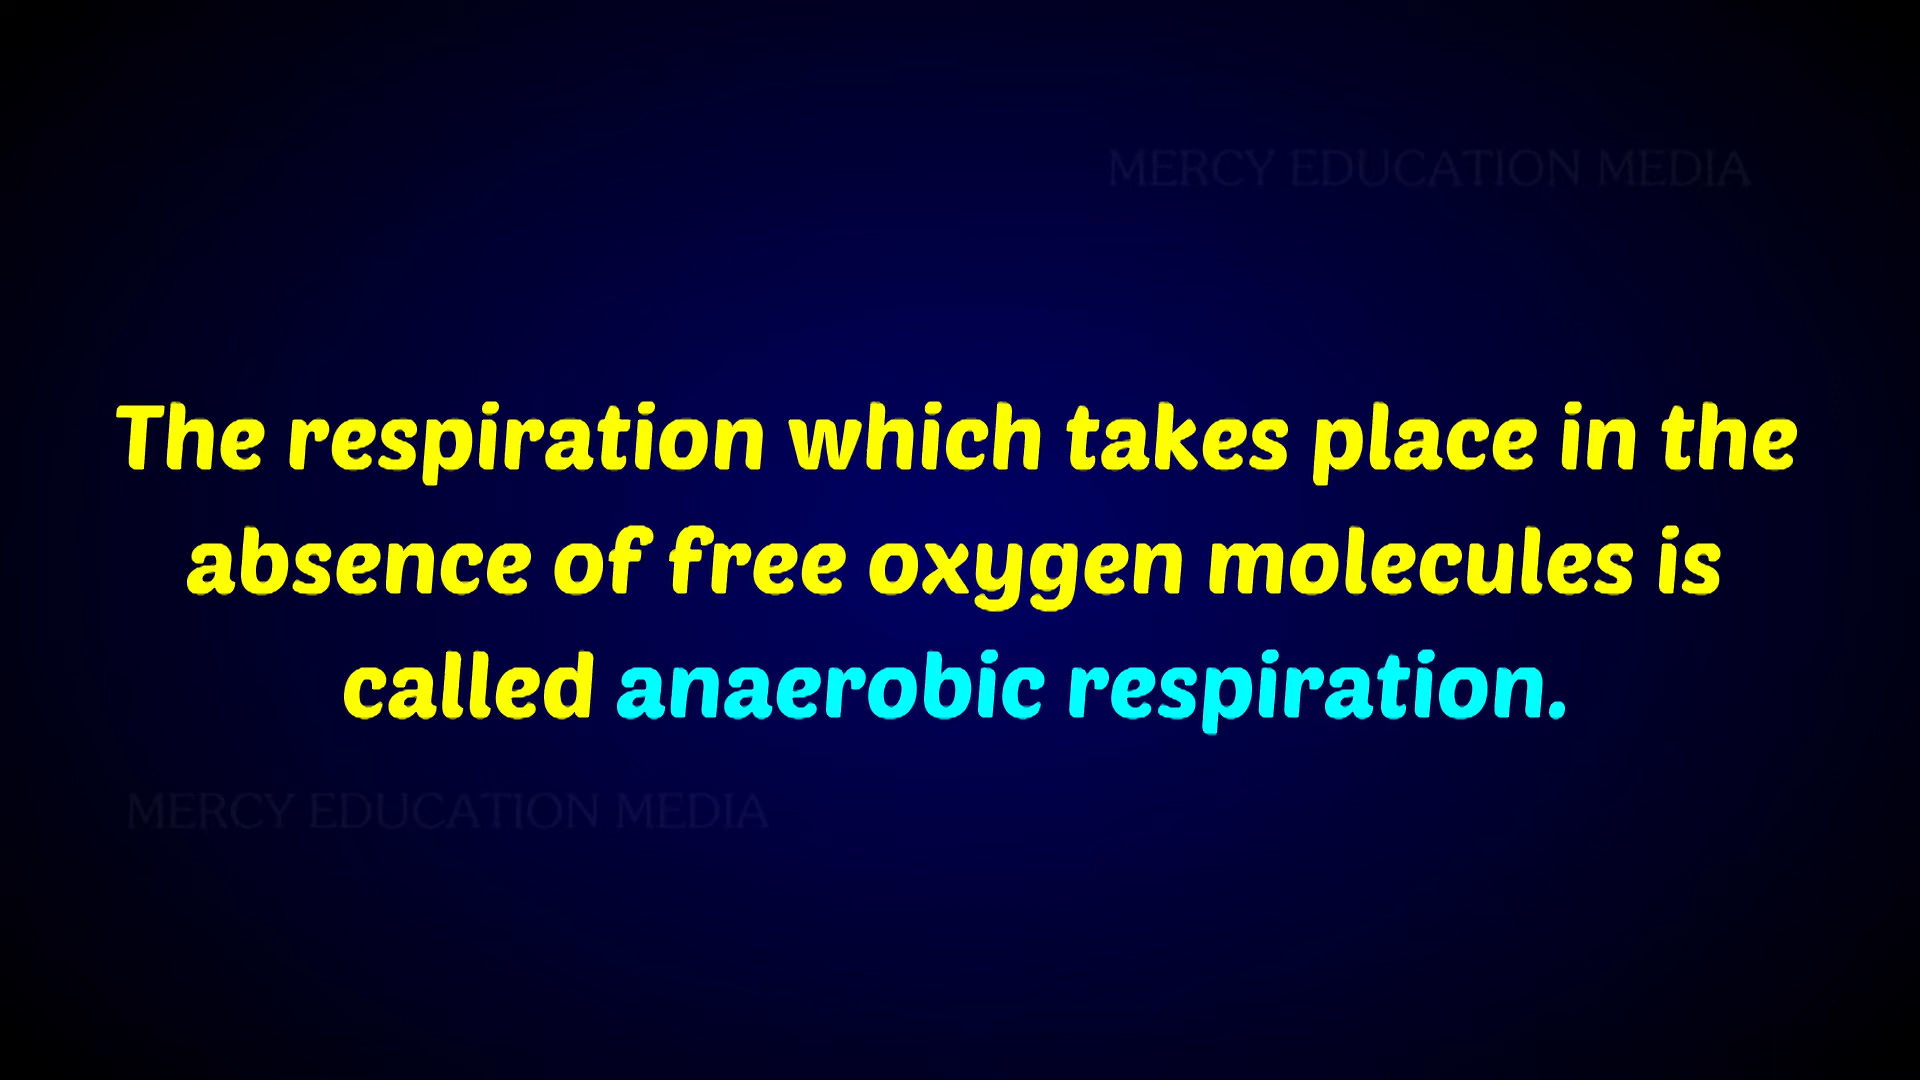 MERCY EDUCATION MEDIA
The respiration which takes place in the
absence of free oxygen molecules is
called anaerobic respiration.
MERCY EDUCATION MEDIA